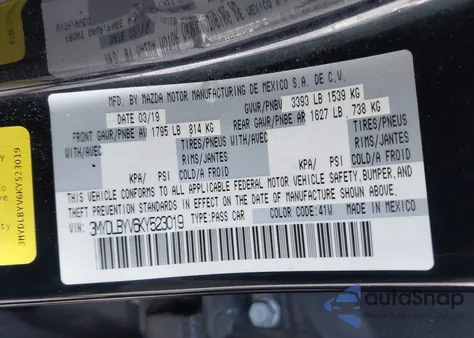 MFD. BY MAZDA MOTOR MANUFACTURING DE MEXICO S.A. DE C.V.
DATE 03/19 GVWR/PNBV 3393 LB 1539 KG
FRONT GAWR/PNBE AV 1795 LB 814 KG REAR GAWR/PNBE AR 1627 LB 738 KG
WITH/AVEC TIRES/PNEUS WITH/AVEC TIRES/PNEUS
RIMS/JANTES RIMS/JANTES
KPA/ PSI/ COLD/A FROID KPA/ PSI/ COLD/A FROID
THIS VEHICLE CONFORMS TO ALL APPLICABLE FEDERAL MOTOR VEHICLE SAFETY, BUMPER, AND
THEFT PREVENTION STANDARDS IN EFFECT ON THE DATE OF MANUFACTURE SHOWN ABOVE.
VIN: 3MYDLBYV6KY523019 TYPE: PASS CAR COLOR CODE: 41W MADE IN MEXICO
3MYDLBYV6KY523019
autoSnap